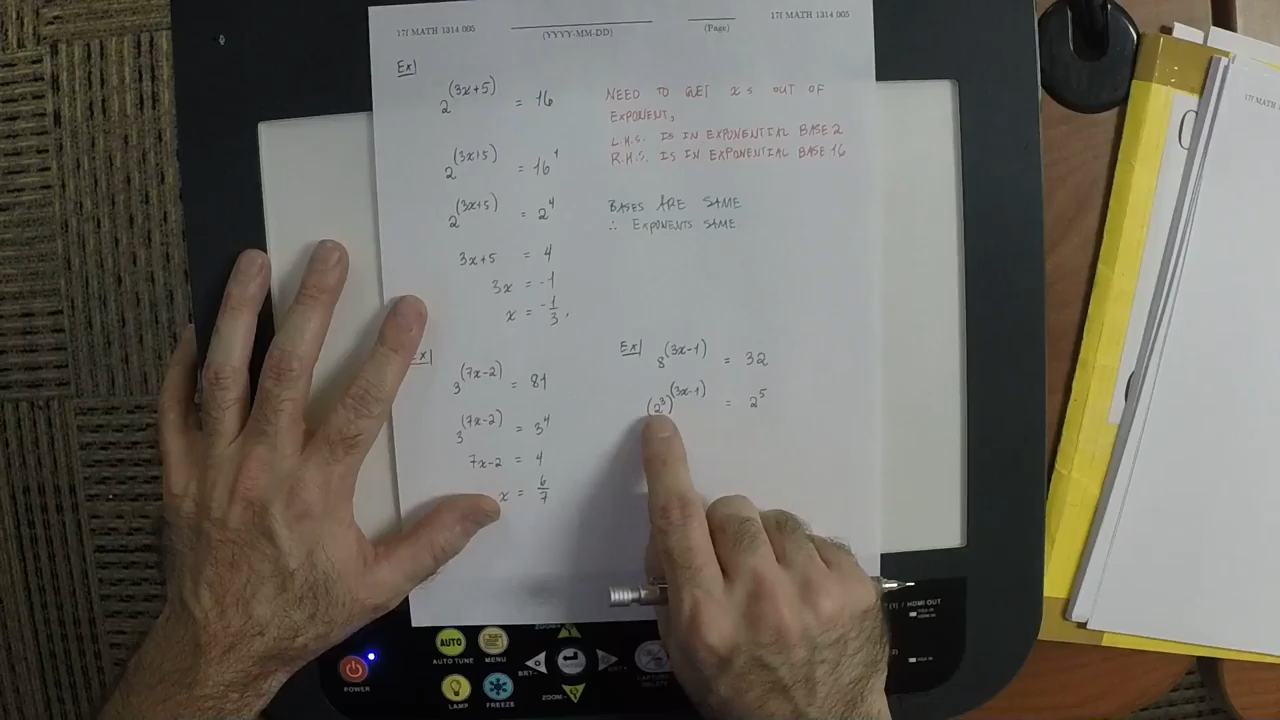 17f MATH 1314 005
(YYYY-MM-DD)
(Page)
17f MATH 1314 005
Ex|
2^(3x+5) = 16
2^(3x+5) = 16^1
2^(3x+5) = 2^4
3x+5 = 4
3x = -1
x = -1/3,
NEED TO GET x's OUT OF
EXPONENT,
L.H.S. IS IN EXPONENTIAL BASE 2
R.H.S. IS IN EXPONENTIAL BASE 16
BASES ARE SAME
∴ EXPONENTS SAME
Ex|
3^(7x-2) = 81
3^(7x-2) = 3^4
7x-2 = 4
x = 6/7
Ex|
8^(3x-1) = 32
(2^3)^(3x-1) = 2^5
AUTO
AUTO TUNE
MENU
POWER
LAMP
FREEZE
BRT-
BRT+
ZOOM-
/ HDMI OUT